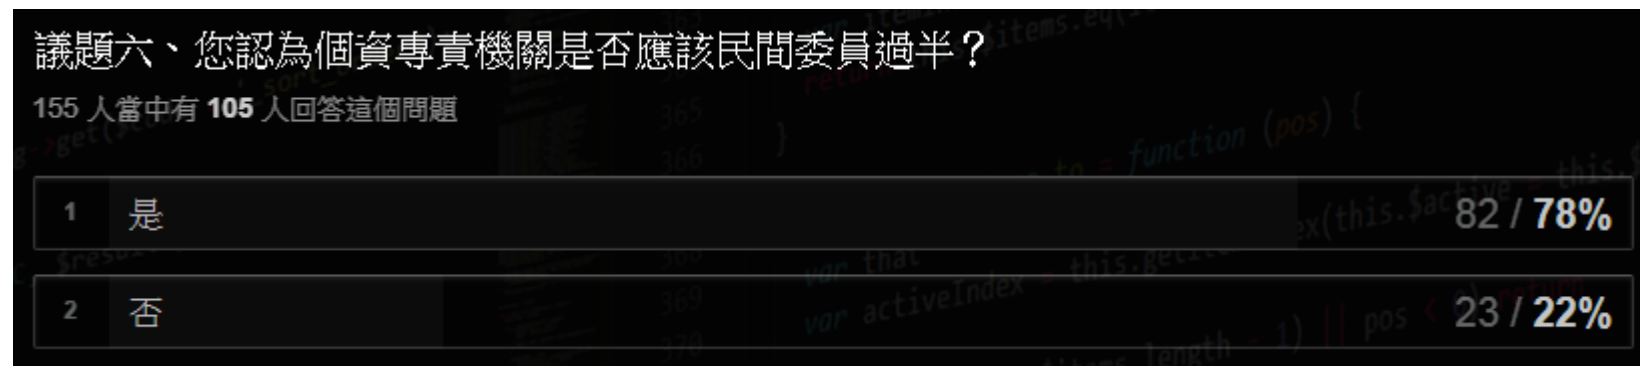 議題六、您認為個資專責機關是否應該民間委員過半？
155 人當中有 105 人回答這個問題
1 是 82 / 78%
2 否 23 / 22%